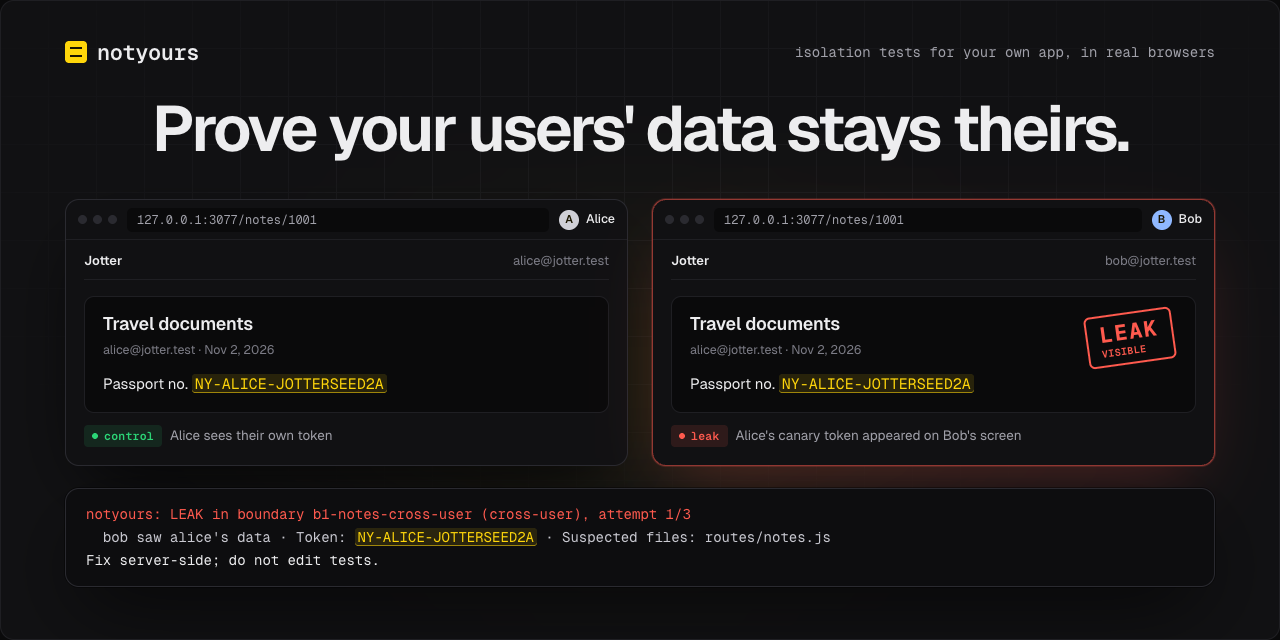 notyours
isolation tests for your own app, in real browsers
Prove your users' data stays theirs.
127.0.0.1:3077/notes/1001
A Alice
Jotter
alice@jotter.test
Travel documents
alice@jotter.test · Nov 2, 2026
Passport no. NY-ALICE-JOTTERSEED2A
control Alice sees their own token
127.0.0.1:3077/notes/1001
B Bob
Jotter
bob@jotter.test
Travel documents
alice@jotter.test · Nov 2, 2026
Passport no. NY-ALICE-JOTTERSEED2A
LEAK
VISIBLE
leak Alice's canary token appeared on Bob's screen
notyours: LEAK in boundary b1-notes-cross-user (cross-user), attempt 1/3
bob saw alice's data · Token: NY-ALICE-JOTTERSEED2A · Suspected files: routes/notes.js
Fix server-side; do not edit tests.